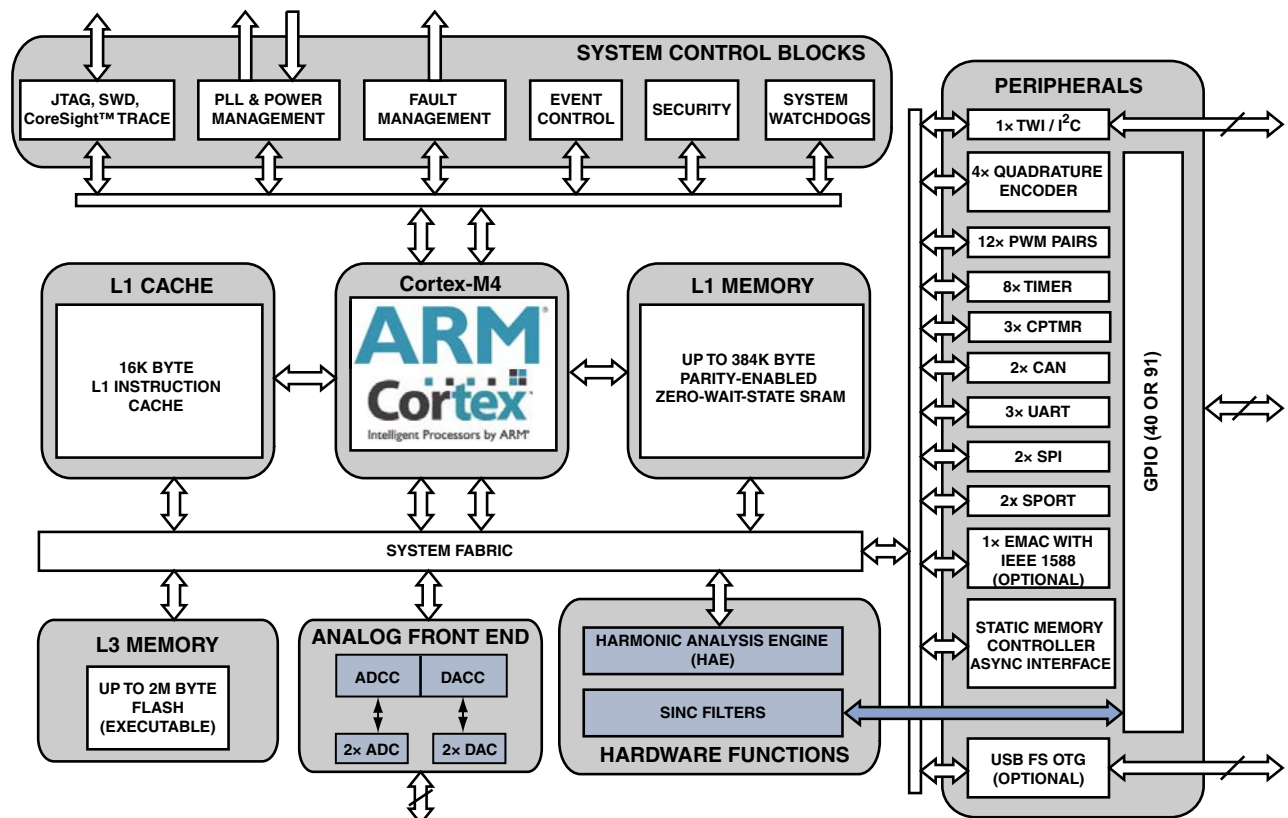 SYSTEM CONTROL BLOCKS
JTAG, SWD,
CoreSight™ TRACE
PLL & POWER
MANAGEMENT
FAULT
MANAGEMENT
EVENT
CONTROL
SECURITY
SYSTEM
WATCHDOGS
L1 CACHE
16K BYTE
L1 INSTRUCTION
CACHE
Cortex-M4
ARM®
Cortex™
Intelligent Processors by ARM®
L1 MEMORY
UP TO 384K BYTE
PARITY-ENABLED
ZERO-WAIT-STATE SRAM
SYSTEM FABRIC
L3 MEMORY
UP TO 2M BYTE
FLASH
(EXECUTABLE)
ANALOG FRONT END
ADCC
DACC
2× ADC
2× DAC
HARMONIC ANALYSIS ENGINE
(HAE)
SINC FILTERS
HARDWARE FUNCTIONS
PERIPHERALS
1× TWI / I²C
4× QUADRATURE
ENCODER
12× PWM PAIRS
8× TIMER
3× CPTMR
2× CAN
3× UART
2× SPI
2x SPORT
1× EMAC WITH
IEEE 1588
(OPTIONAL)
STATIC MEMORY
CONTROLLER
ASYNC INTERFACE
USB FS OTG
(OPTIONAL)
GPIO (40 OR 91)